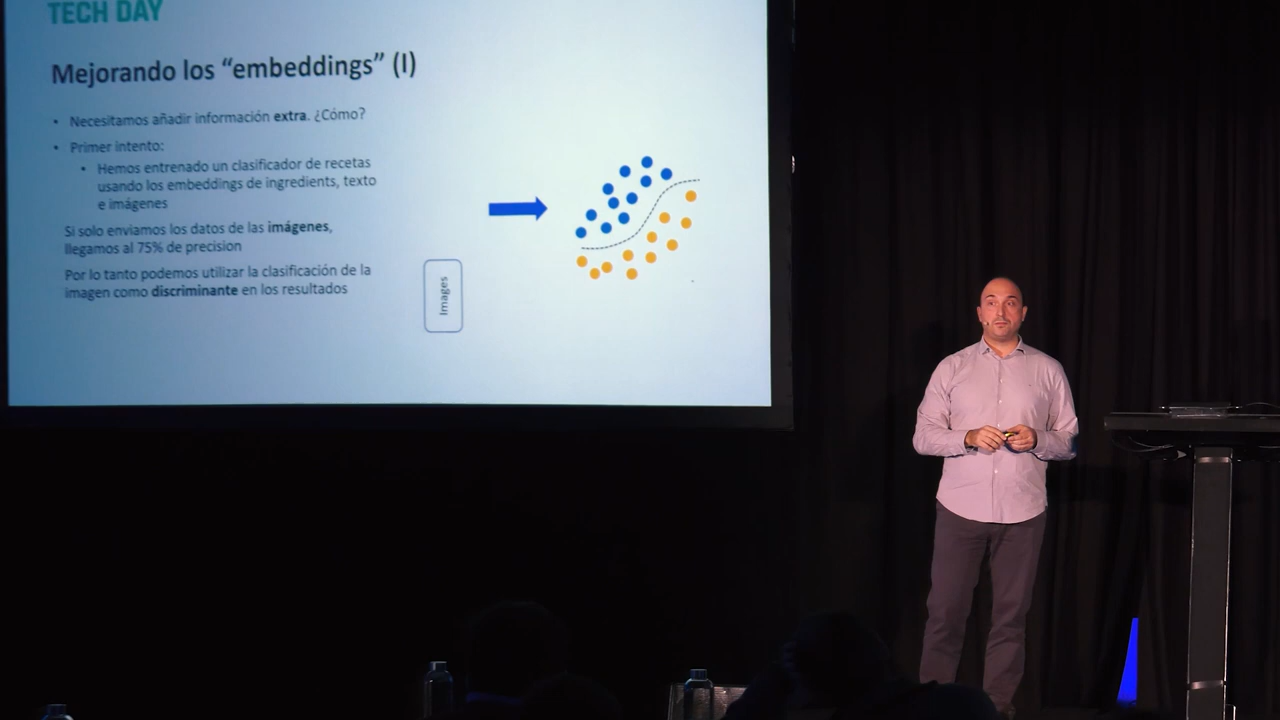 TECH DAY
Mejorando los “embeddings” (I)
• Necesitamos añadir información extra. ¿Cómo?
• Primer intento:
• Hemos entrenado un clasificador de recetas
usando los embeddings de ingredients, texto
e imágenes
Si solo enviamos los datos de las imágenes,
llegamos al 75% de precision
Por lo tanto podemos utilizar la clasificación de la
imagen como discriminante en los resultados
Images